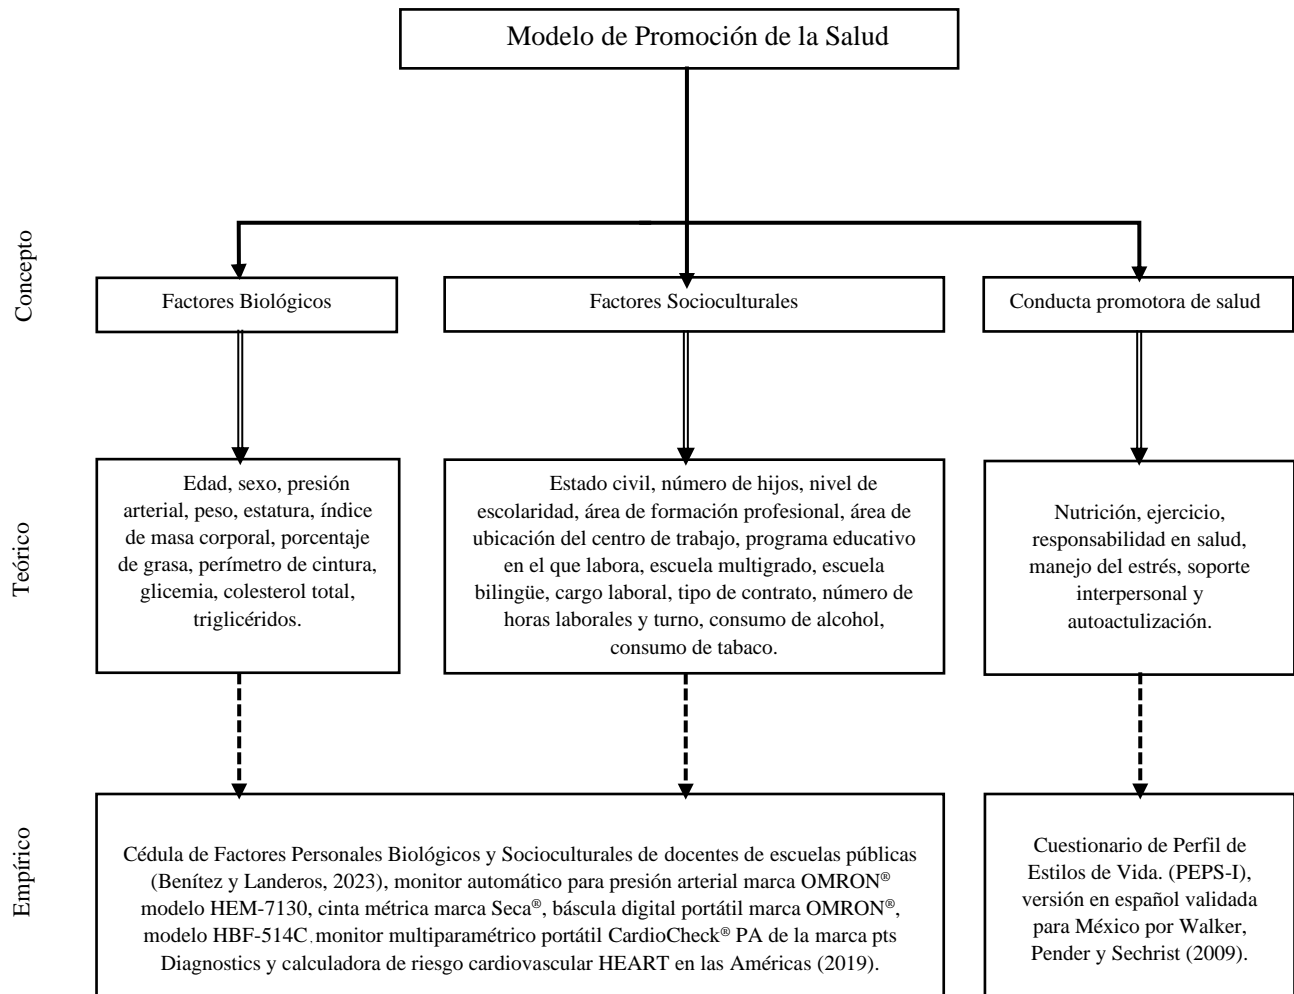 Modelo de Promoción de la Salud
Concepto
Factores Biológicos
Factores Socioculturales
Conducta promotora de salud
Teórico
Edad, sexo, presión
arterial, peso, estatura, índice
de masa corporal, porcentaje
de grasa, perímetro de cintura,
glicemia, colesterol total,
triglicéridos.
Estado civil, número de hijos, nivel de
escolaridad, área de formación profesional, área de
ubicación del centro de trabajo, programa educativo
en el que labora, escuela multigrado, escuela
bilingüe, cargo laboral, tipo de contrato, número de
horas laborales y turno, consumo de alcohol,
consumo de tabaco.
Nutrición, ejercicio,
responsabilidad en salud,
manejo del estrés, soporte
interpersonal y
autoactulización.
Empírico
Cédula de Factores Personales Biológicos y Socioculturales de docentes de escuelas públicas
(Benítez y Landeros, 2023), monitor automático para presión arterial marca OMRON®
modelo HEM-7130, cinta métrica marca Seca®, báscula digital portátil marca OMRON®,
modelo HBF-514C, monitor multiparamétrico portátil CardioCheck® PA de la marca pts
Diagnostics y calculadora de riesgo cardiovascular HEART en las Américas (2019).
Cuestionario de Perfil de
Estilos de Vida. (PEPS-I),
versión en español validada
para México por Walker,
Pender y Sechrist (2009).